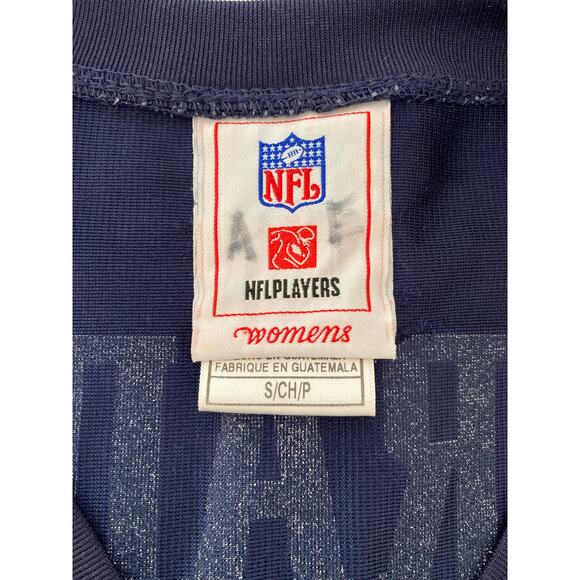 NFL
A E
NFLPLAYERS
womens
FABRIQUE EN GUATEMALA
S/CH/P